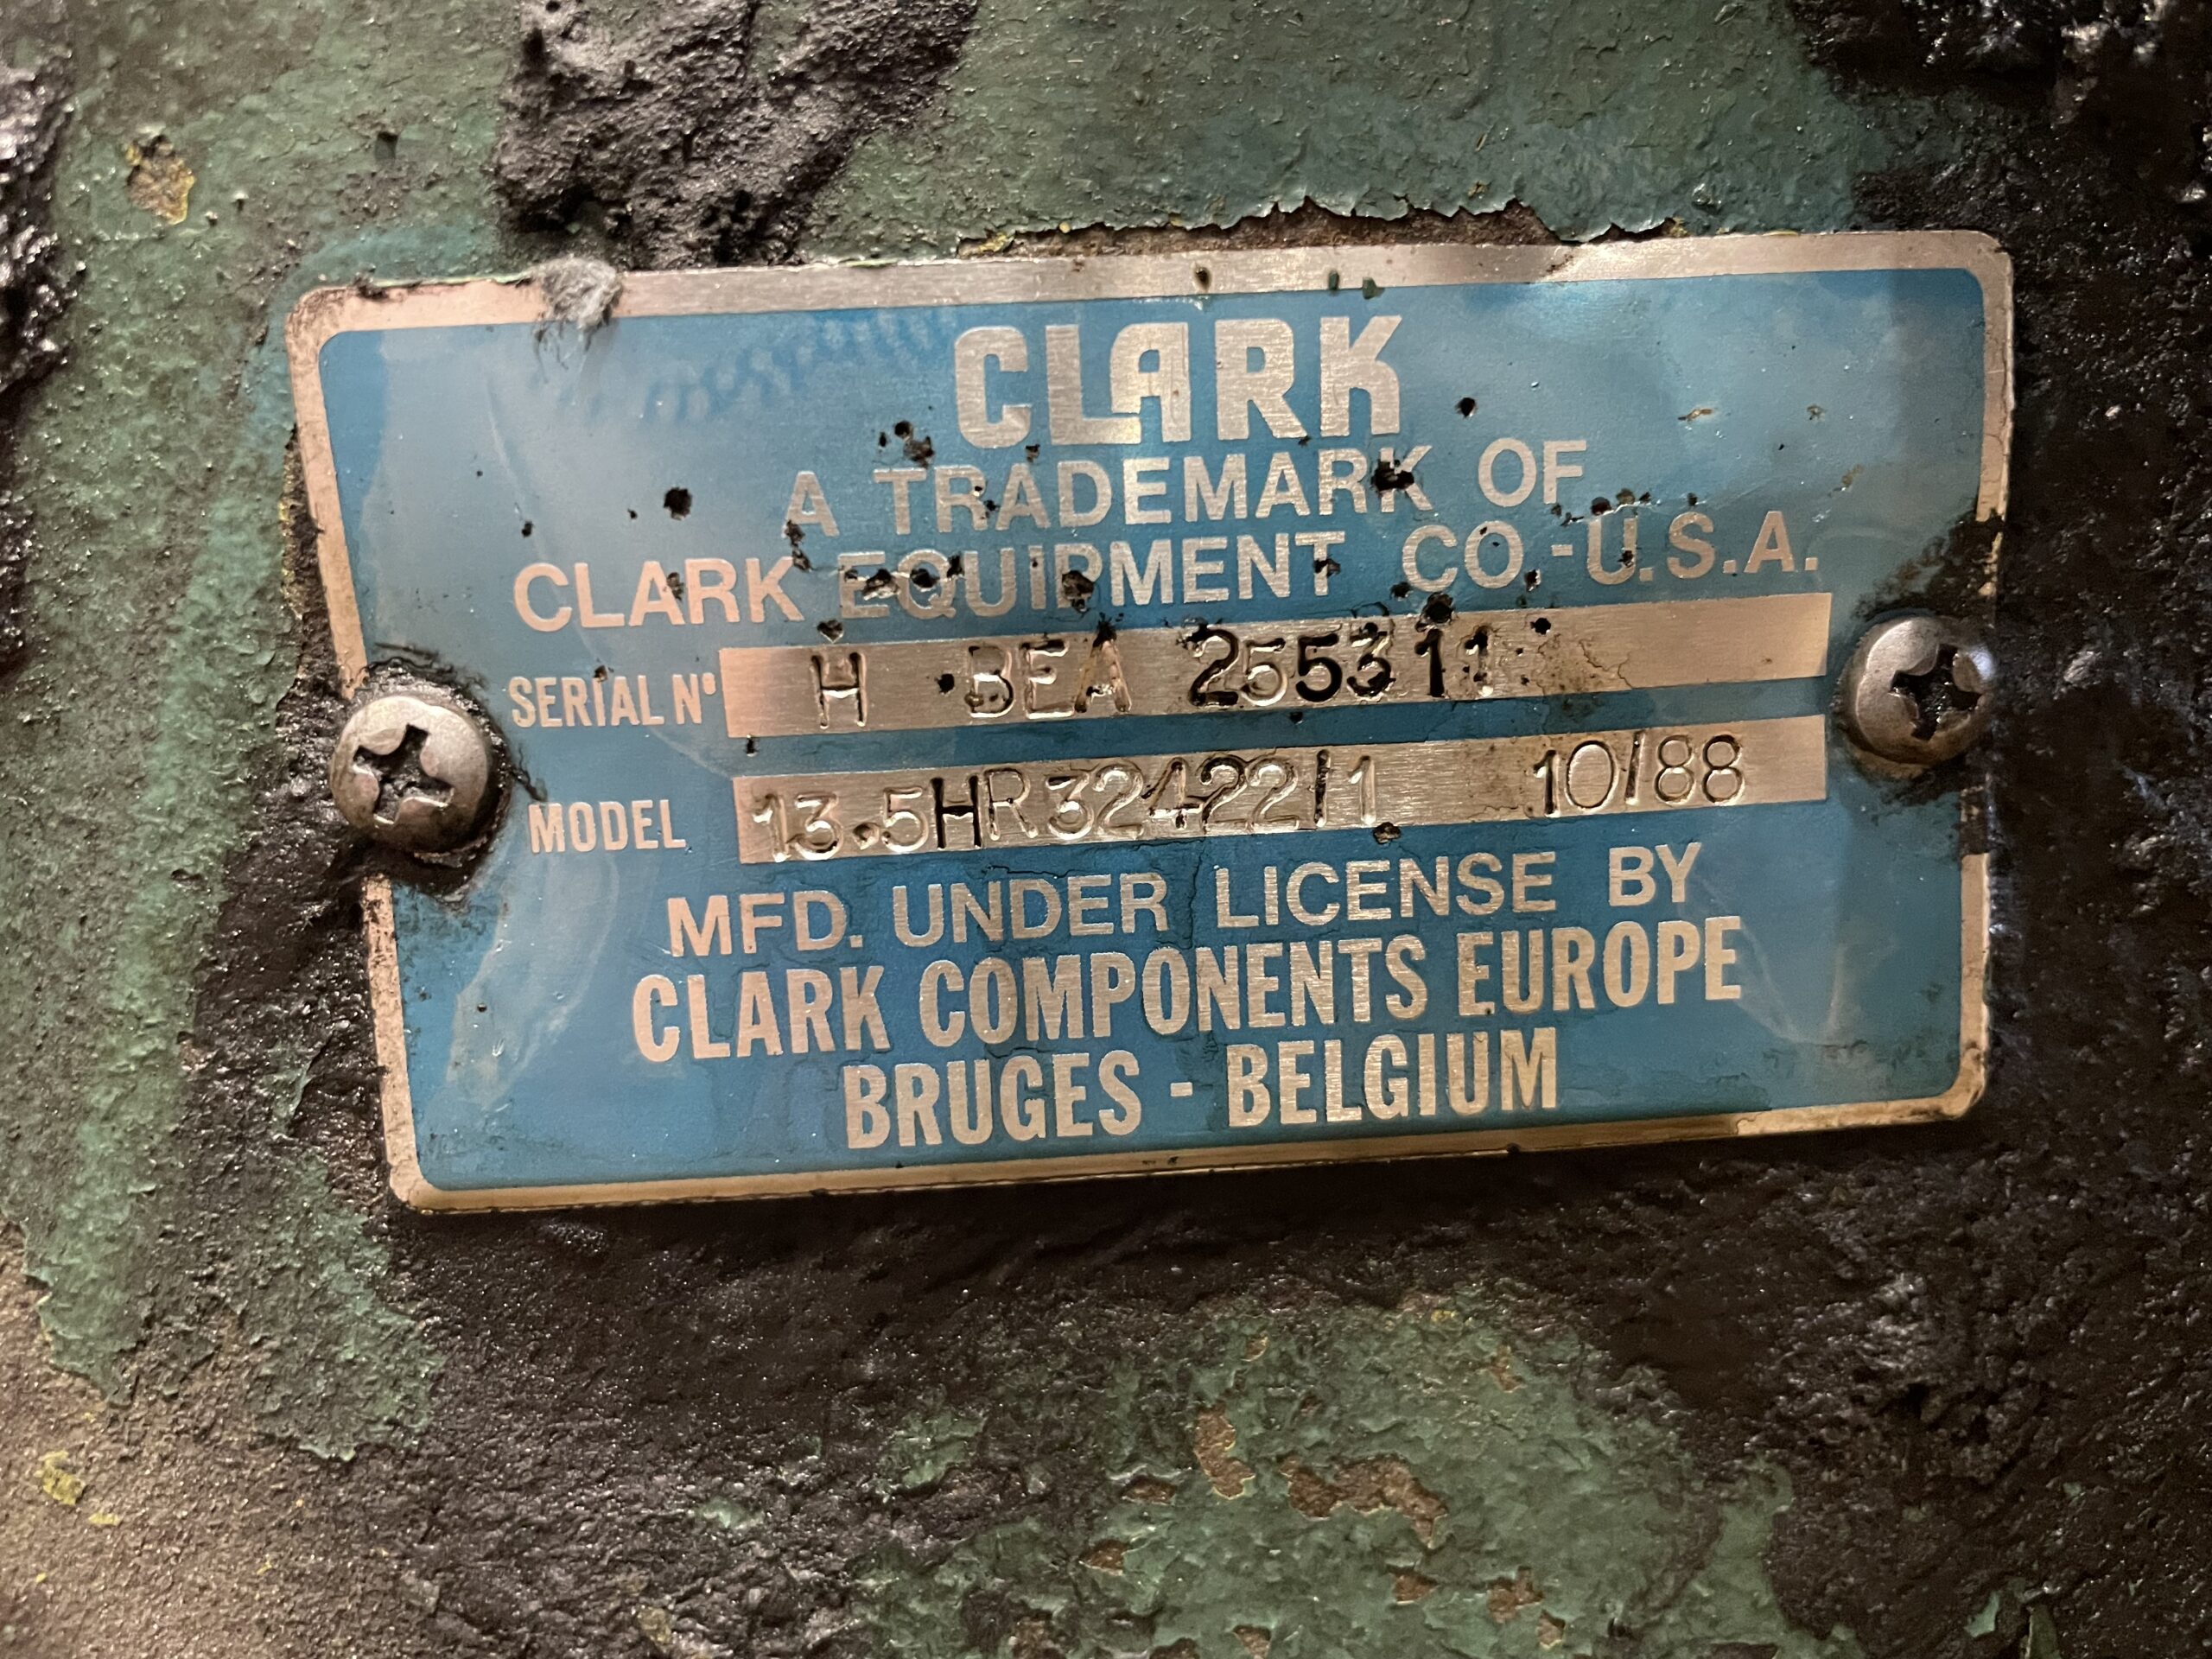 CLARK
A TRADEMARK OF
CLARK EQUIPMENT CO.-U.S.A.
SERIAL N° H BEA 255311
MODEL 13.5HR32422/1 10/88
MFD. UNDER LICENSE BY
CLARK COMPONENTS EUROPE
BRUGES - BELGIUM